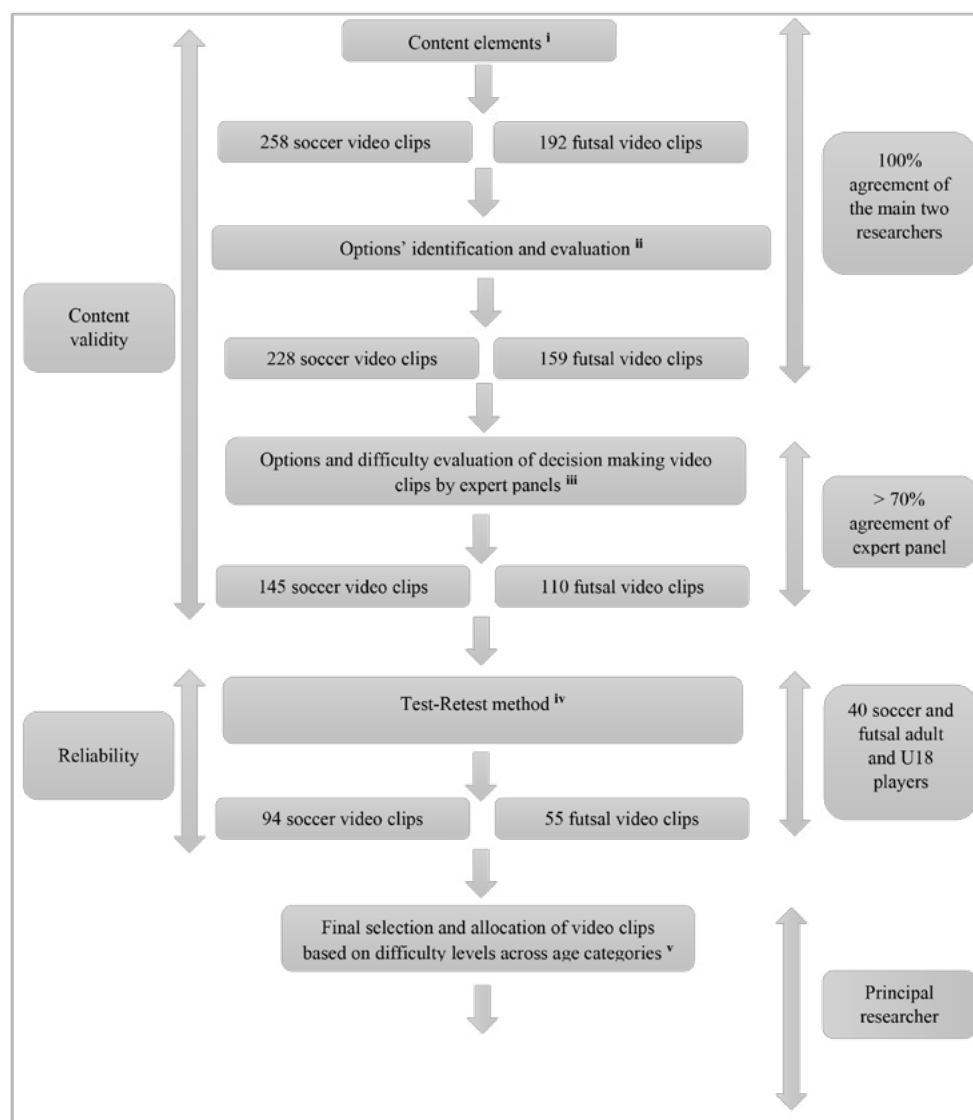 Content elements i
258 soccer video clips
192 futsal video clips
100%
agreement of
the main two
researchers
Options’ identification and evaluation ii
Content
validity
228 soccer video clips
159 futsal video clips
Options and difficulty evaluation of decision making video
clips by expert panels iii
> 70%
agreement of
expert panel
145 soccer video clips
110 futsal video clips
Test-Retest method iv
Reliability
40 soccer and
futsal adult
and U18
players
94 soccer video clips
55 futsal video clips
Final selection and allocation of video clips
based on difficulty levels across age categories v
Principal
researcher